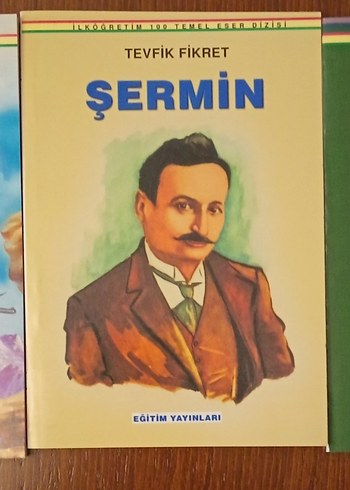 İLKÖĞRETİM 100 TEMEL ESER DİZİSİ
TEVFİK FİKRET
ŞERMİN
EĞİTİM YAYINLARI